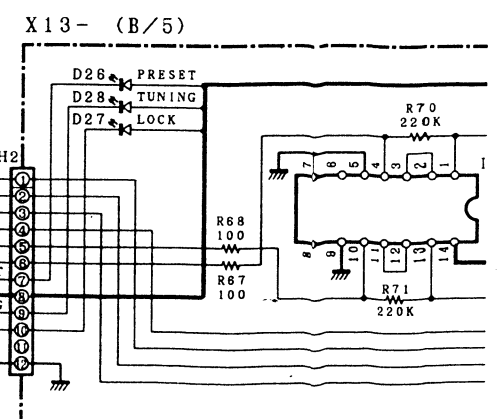 X13- (B/5)
D26 PRESET
D28 TUNING
D27 LOCK
R70
220K
H2
7 6 5 4 3 2 1
I
1
2
3
4
5
6
7
8
9
10
11
12
R68
100
R67
100
8 9 10 11 12 13 14
R71
220K